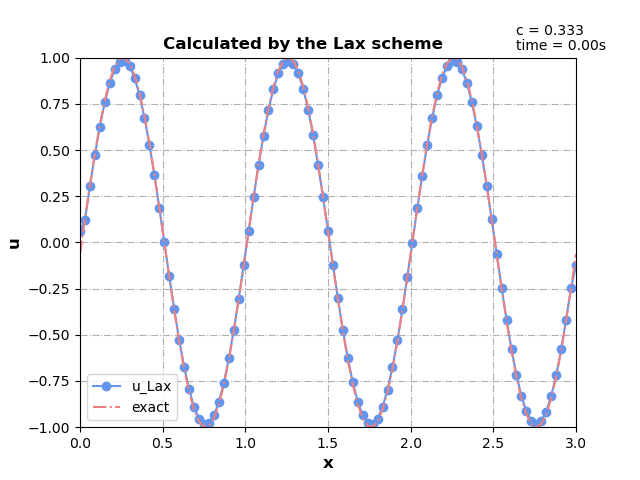 c = 0.333
time = 0.00s
Calculated by the Lax scheme
1.00
0.75
0.50
0.25
0.00
−0.25
−0.50
−0.75
−1.00
u
u_Lax
exact
0.0 0.5 1.0 1.5 2.0 2.5 3.0
x